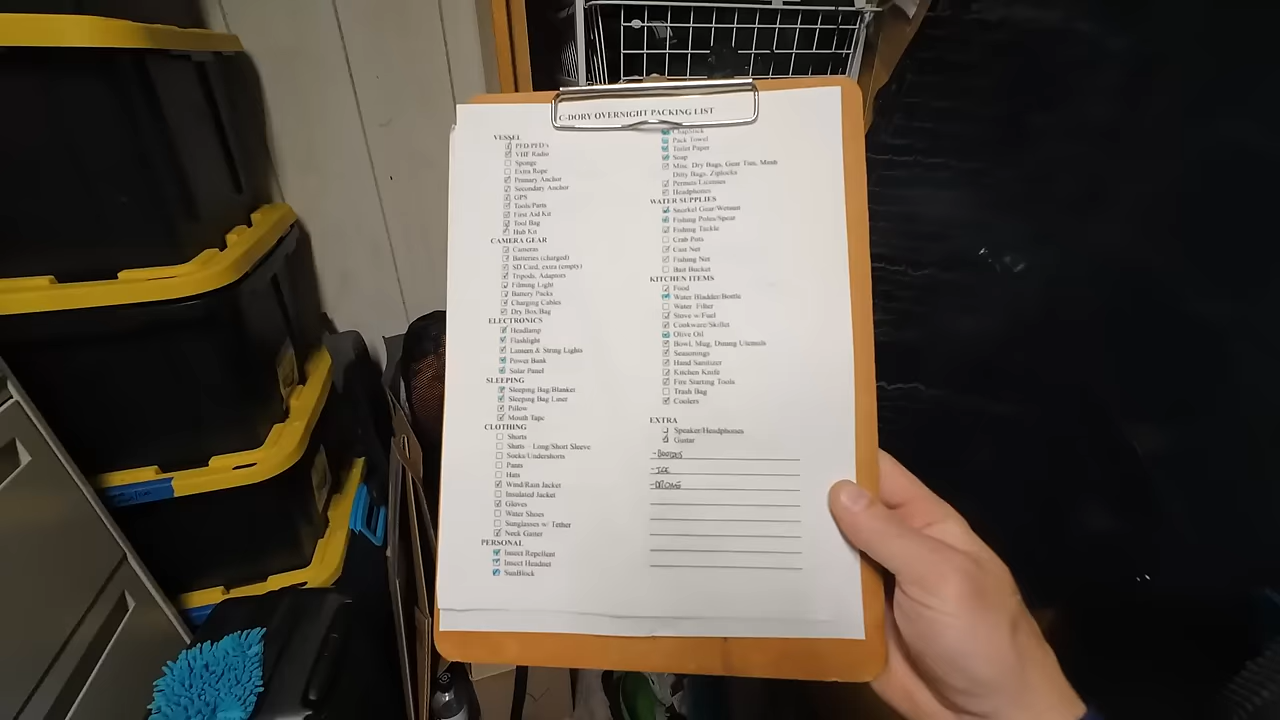 C-DORY OVERNIGHT PACKING LIST
VESSEL
PFD/PFD's
VHF Radio
Sponge
Extra Rope
Primary Anchor
Secondary Anchor
GPS
Tools/Parts
First Aid Kit
Tool Bag
Hub Kit
CAMERA GEAR
Cameras
Batteries (charged)
SD Card, extra (empty)
Tripods, Adaptors
Filming Light
Battery Packs
Charging Cables
Dry Box/Bag
ELECTRONICS
Headlamp
Flashlight
Lantern & String Lights
Power Bank
Solar Panel
SLEEPING
Sleeping Bag/Blanket
Sleeping Bag Liner
Pillow
Mouth Tape
CLOTHING
Shorts
Shirts - Long/Short Sleeve
Socks/Undershorts
Pants
Hats
Wind/Rain Jacket
Insulated Jacket
Gloves
Water Shoes
Sunglasses w/ Tether
Neck Gaiter
PERSONAL
Insect Repellent
Insect Headnet
SunBlock
ChapStick
Pack Towel
Toilet Paper
Soap
Misc. Dry Bags, Gear Ties, Mesh
Ditty Bags, Ziplocks
Permits/Licenses
Headphones
WATER SUPPLIES
Snorkel Gear/Wetsuit
Fishing Poles/Spear
Fishing Tackle
Crab Pots
Cast Net
Fishing Net
Bait Bucket
KITCHEN ITEMS
Food
Water Bladder/Bottle
Water Filter
Stove w/Fuel
Cookware/Skillet
Olive Oil
Bowl, Mug, Dining Utensils
Seasonings
Hand Sanitizer
Kitchen Knife
Fire Starting Tools
Trash Bag
Coolers
EXTRA
Speaker/Headphones
Guitar
-BOOTIES
-ICE
-DRONE